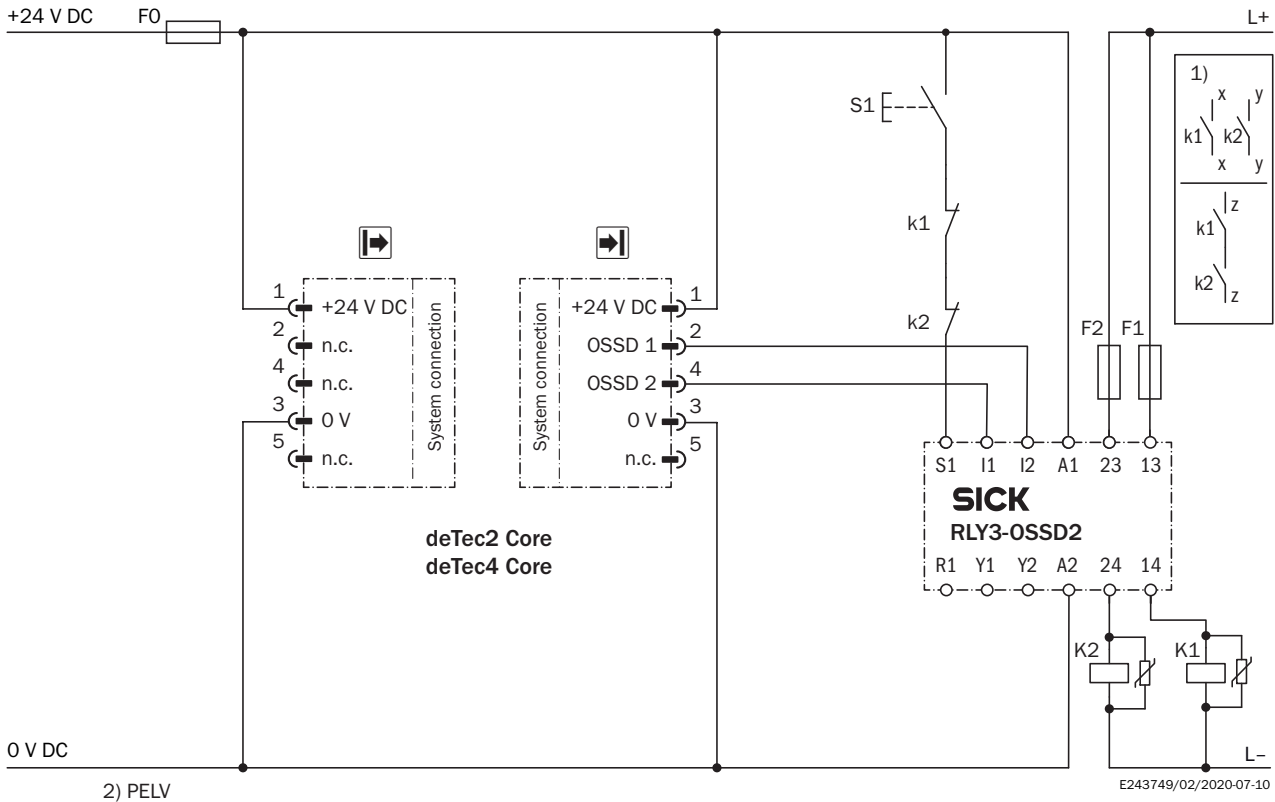 +24 V DC
F0
L+
S1
1)
x y
k1 k2
x y
z
k1
k2
z
k1
k2
F2 F1
1
2
4
3
5
+24 V DC
n.c.
n.c.
0 V
n.c.
System connection
System connection
+24 V DC
OSSD 1
OSSD 2
0 V
n.c.
1
2
4
3
5
deTec2 Core
deTec4 Core
S1 I1 I2 A1 23 13
SICK
RLY3-OSSD2
R1 Y1 Y2 A2 24 14
K2 K1
0 V DC
L–
2) PELV
E243749/02/2020-07-10